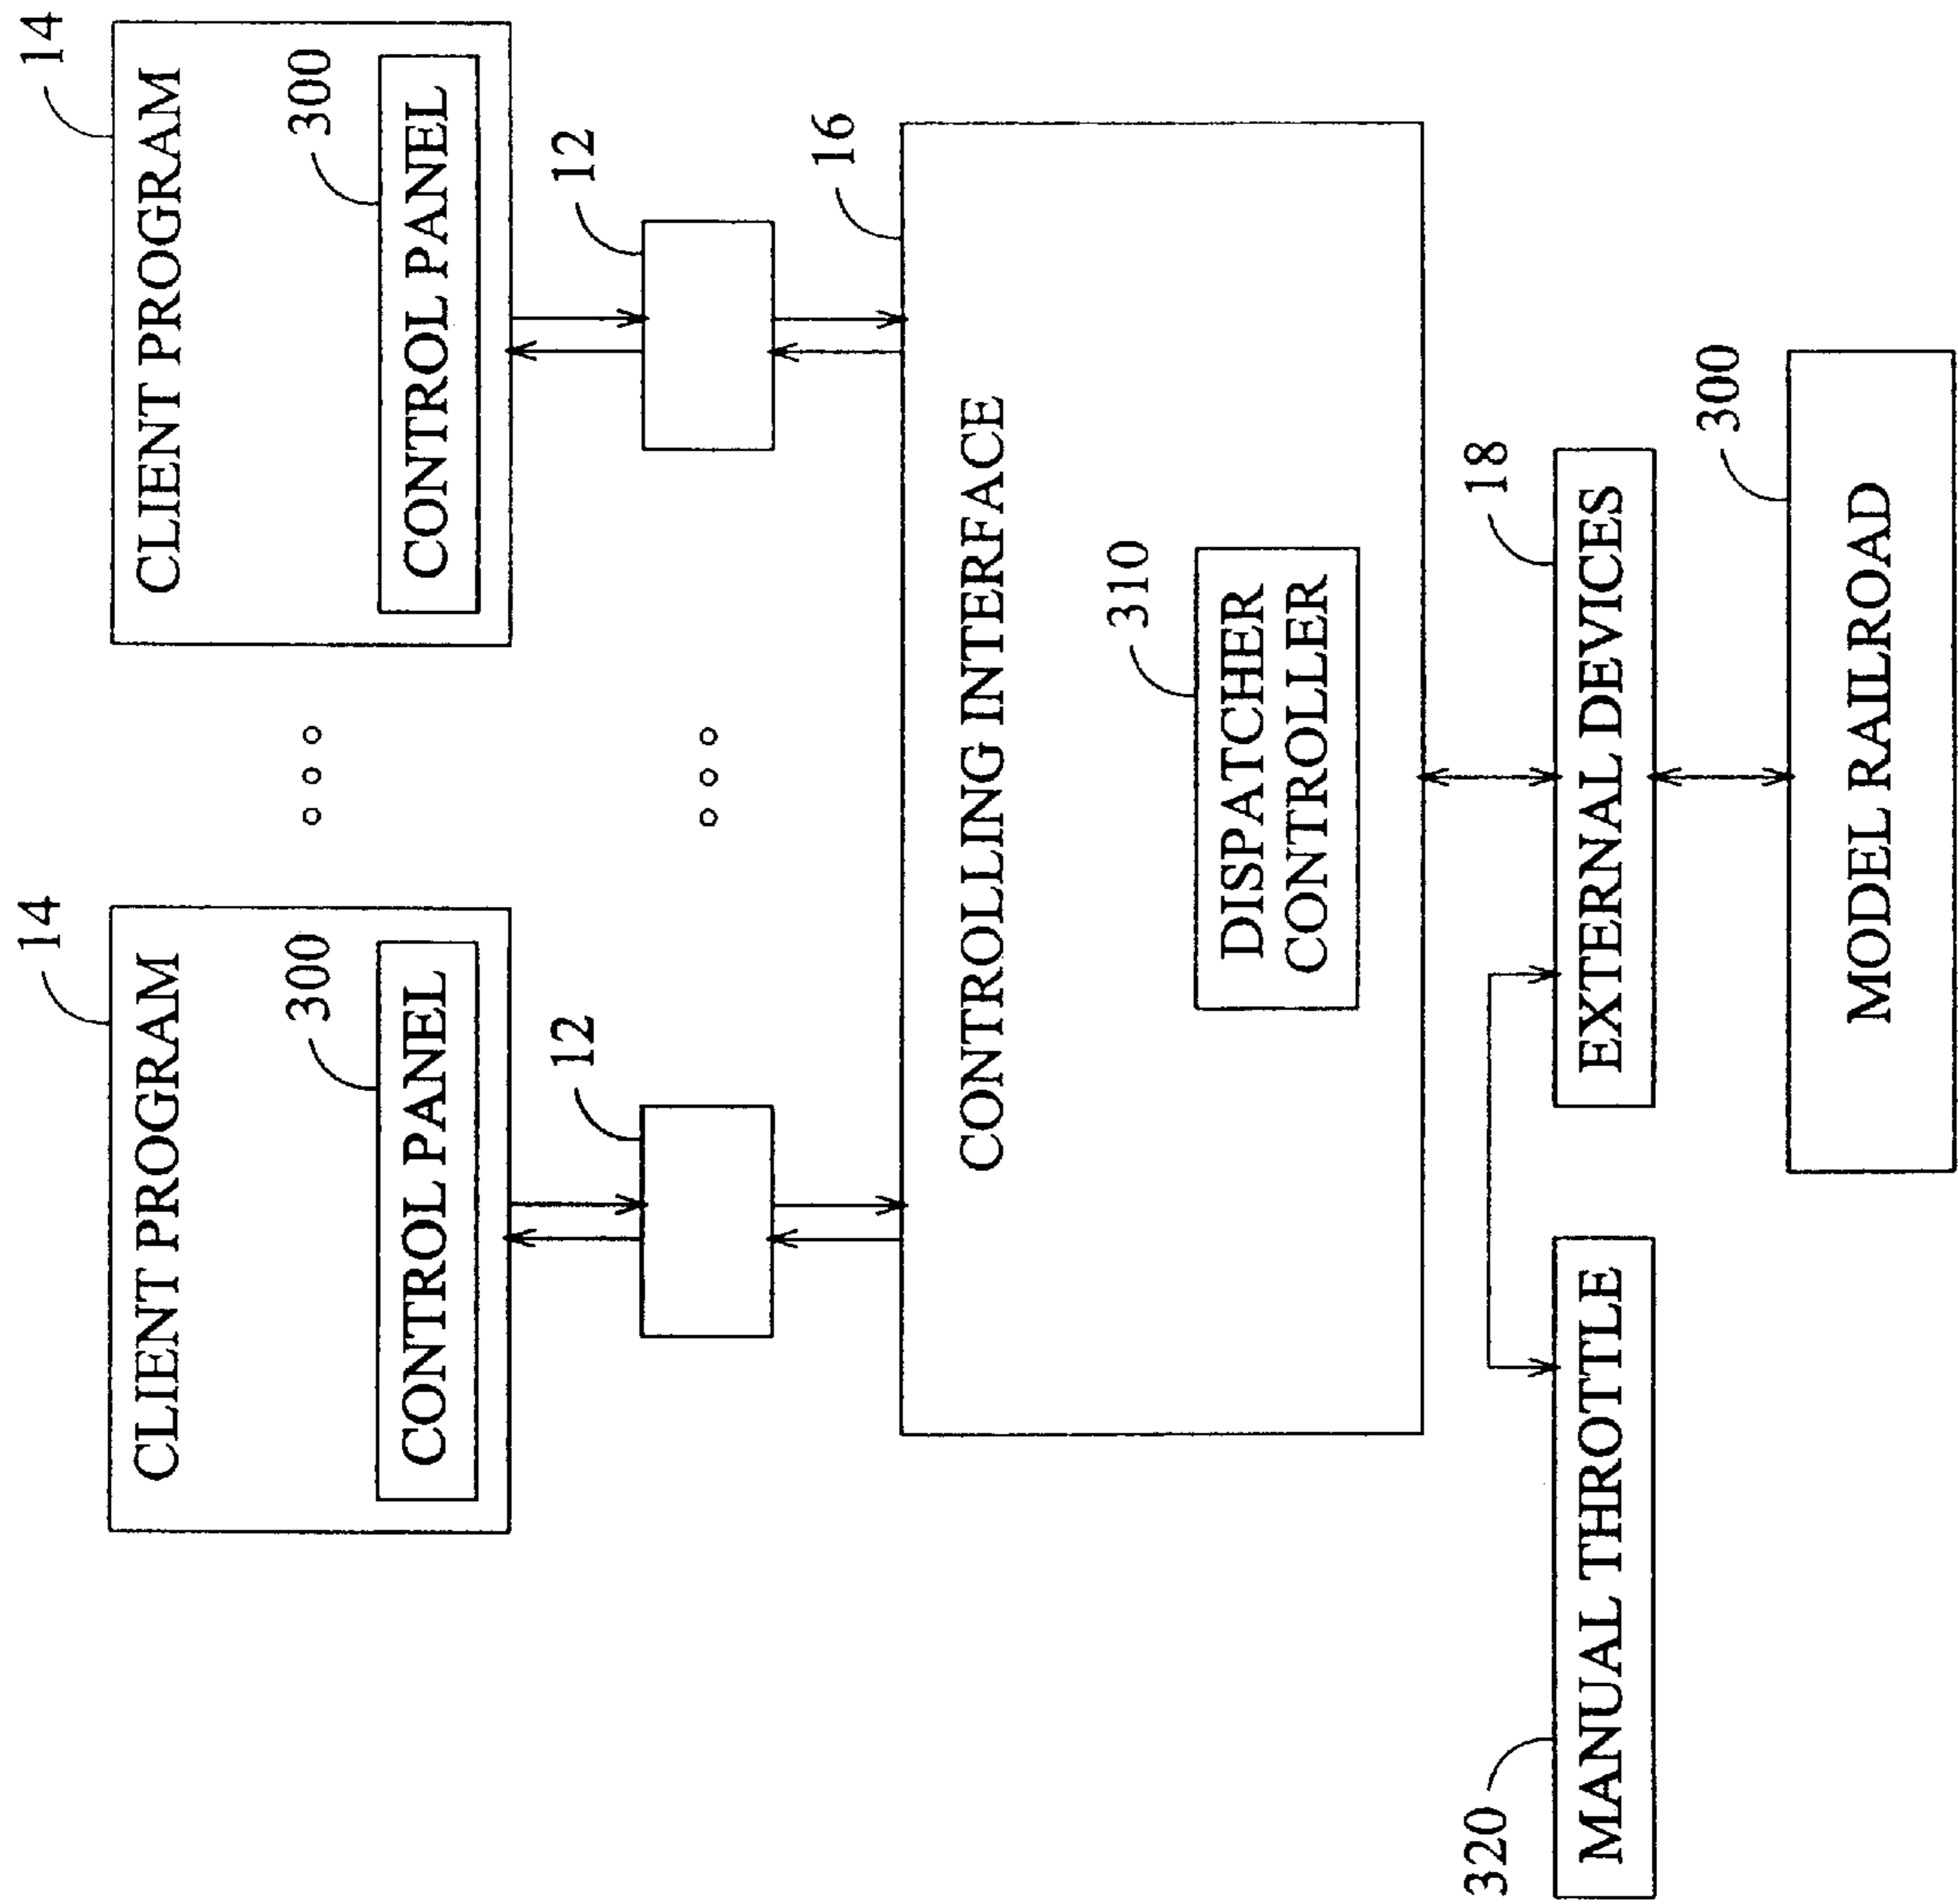 14
CLIENT PROGRAM
300
CONTROL PANEL
12
14
CLIENT PROGRAM
300
CONTROL PANEL
12
16
CONTROLLING INTERFACE
310
DISPATCHER
CONTROLLER
320
MANUAL THROTTLE
18
EXTERNAL DEVICES
300
MODEL RAILROAD